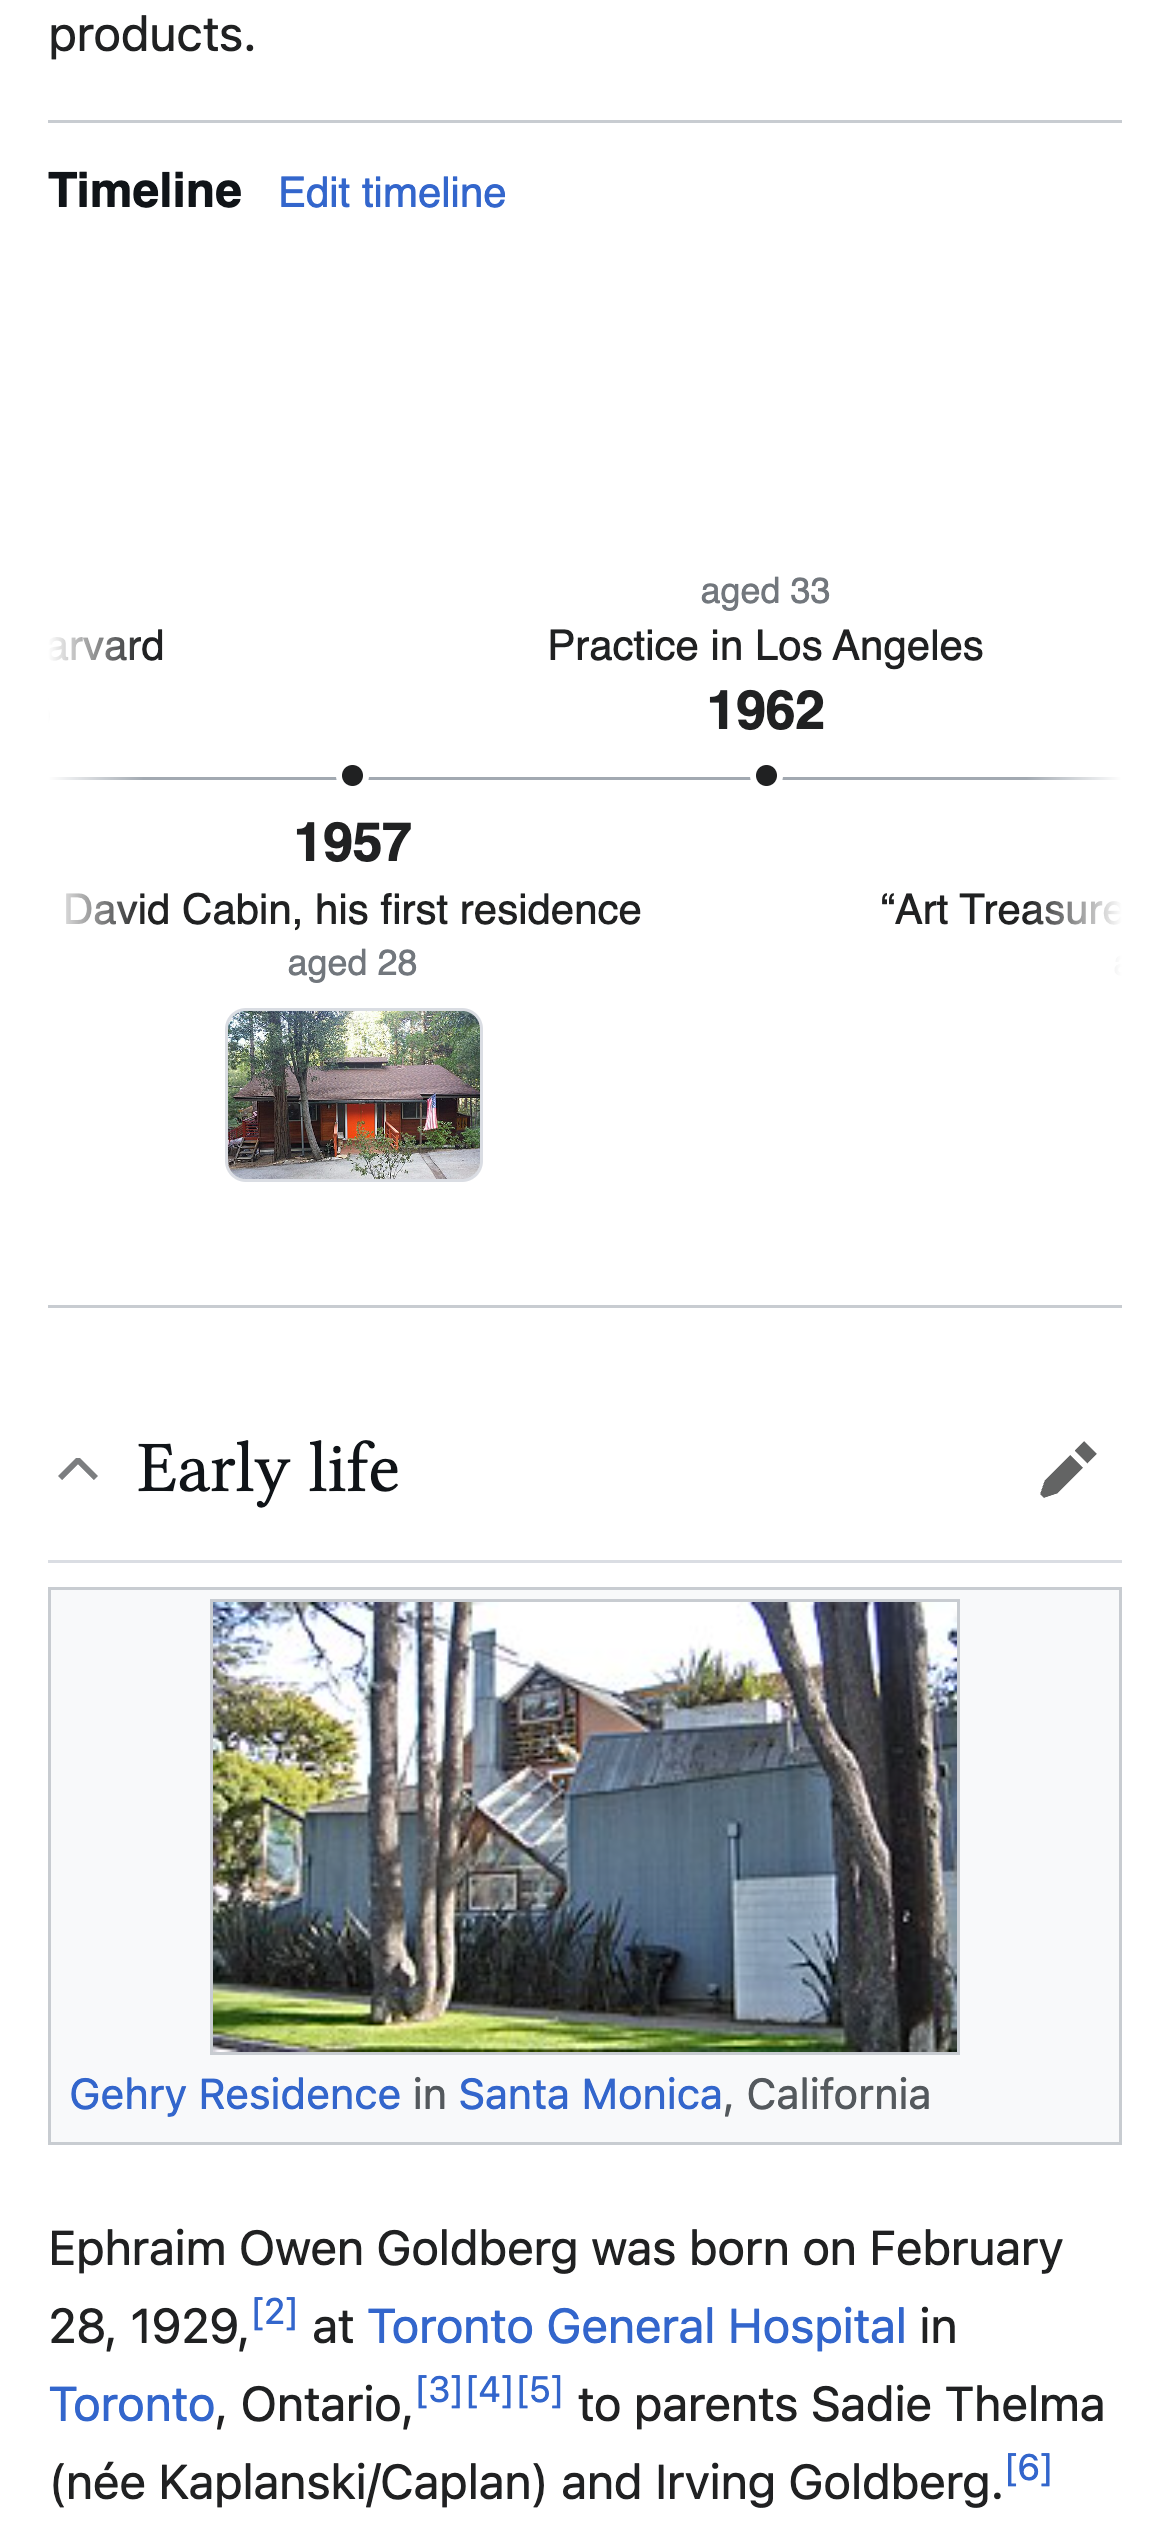 products.
Timeline Edit timeline
aged 33
arvard
Practice in Los Angeles
1962
1957
David Cabin, his first residence
“Art Treasure
aged 28
Early life
Gehry Residence in Santa Monica, California
Ephraim Owen Goldberg was born on February
28, 1929,[2] at Toronto General Hospital in
Toronto, Ontario,[3][4][5] to parents Sadie Thelma
(née Kaplanski/Caplan) and Irving Goldberg.[6]